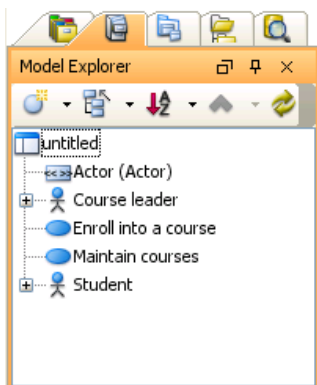 Model Explorer
untitled
<< >>Actor (Actor)
Course leader
Enroll into a course
Maintain courses
Student